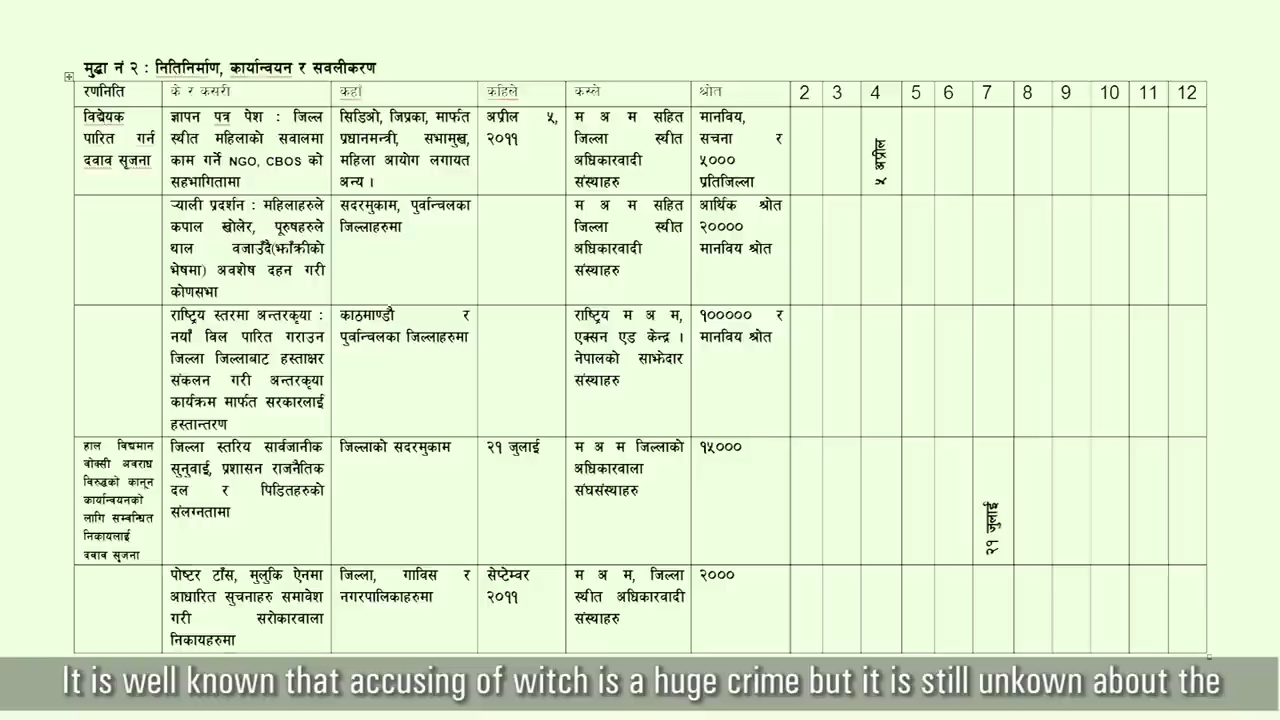 मुद्धा नं २ : नितिनिर्माण, कार्यान्वयन र सवलीकरण
रणनिति के र कसरी कहाँ कहिले कस्ले श्रोत 2 3 4 5 6 7 8 9 10 11 12
विद्येयक
पारित गर्न
दवाव सृजना
ज्ञापन पत्र पेश : जिल्ल
स्थीत महिलाको सवालमा
काम गर्ने NGO, CBOS को
सहभागितामा
सिडिओ, जिप्रका, मार्फत
प्रधानमन्त्री, सभामुख,
महिला आयोग लगायत
अन्य ।
अप्रील ५,
२०११
म अ म सहित
जिल्ला स्थीत
अधिकारवादी
संस्थाहरु
मानविय,
सचना र
५०००
प्रतिजिल्ला
५ अप्रील
र्‍याली प्रदर्शन : महिलाहरुले
कपाल खोलेर, पूरुषहरुले
थाल वजाउँदै(झाँक्रीको
भेषमा) अवशेष दहन गरी
कोणसभा
सदरमुकाम, पुर्वान्चलका
जिल्लाहरुमा
म अ म सहित
जिल्ला स्थीत
अधिकारवादी
संस्थाहरु
आर्थिक श्रोत
२००००
मानविय श्रोत
राष्ट्रिय स्तरमा अन्तरकृया :
नयाँ विल पारित गराउन
जिल्ला जिल्लाबाट हस्ताक्षर
संकलन गरी अन्तरकृया
कार्यक्रम मार्फत सरकारलाई
हस्तान्तरण
काठमाण्डौ र
पुर्वान्चलका जिल्लाहरुमा
राष्ट्रिय म अ म,
एक्सन एड केन्द्र ।
नेपालको साझेदार
संस्थाहरु
१००००० र
मानविय श्रोत
हाल विद्यमान
वोक्सी अवराध
विरुद्धको कानून
कार्यान्वयनको
लागि सम्वन्धित
निकायलाई
दवाव सृजना
जिल्ला स्तरिय सार्वजानीक
सुनुवाई, प्रशासन राजनैतिक
दल र पिडितहरुको
संलग्नतामा
जिल्लाको सदरमुकाम
२१ जुलाई
म अ म जिल्लाको
अधिकारवाला
संघसंस्थाहरु
१५०००
२१ जुलाई
पोष्टर टाँस, मुलुकि ऐनमा
आधारित सुचनाहरु समावेश
गरी सरोकारवाला
निकायहरुमा
जिल्ला, गाविस र
नगरपालिकाहरुमा
सेप्टेम्वर
२०११
म अ म, जिल्ला
स्थीत अधिकारवादी
संस्थाहरु
२०००
It is well known that accusing of witch is a huge crime but it is still unkown about the